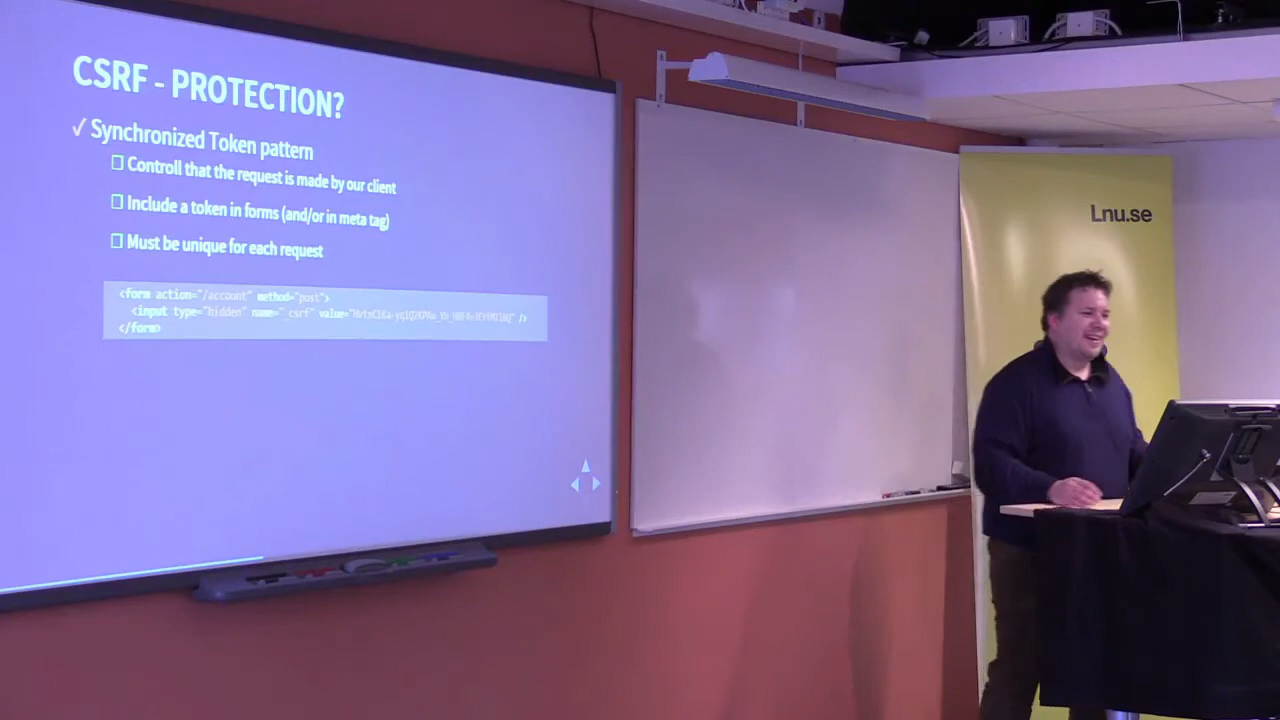 CSRF - PROTECTION?
✓ Synchronized Token pattern
Controll that the request is made by our client
Include a token in forms (and/or in meta tag)
Must be unique for each request
<form action="/account" method="post">
<input type="hidden" name="_csrf" value=" />
</form>
Lnu.se